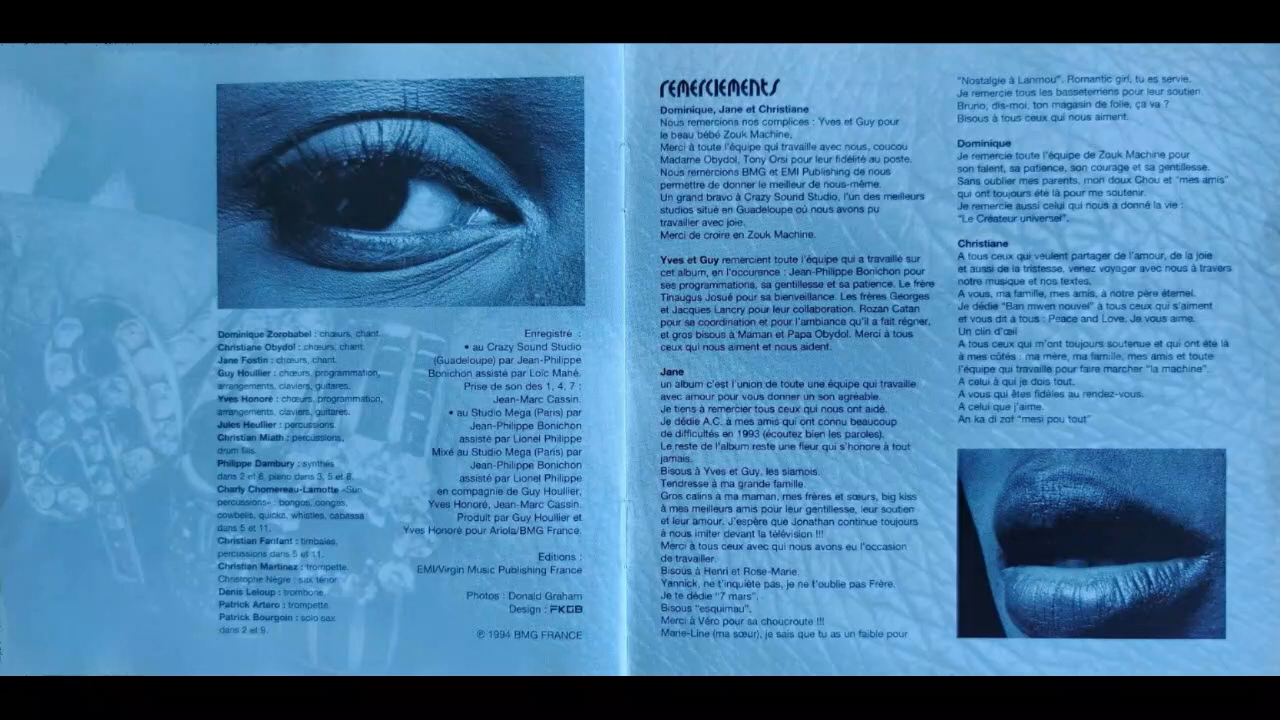 Dominique Zorobabel : chœurs, chant.
Christiane Obydol : chœurs, chant.
Jane Fostin : chœurs, chant.
Guy Houllier : chœurs, programmation,
arrangements, claviers, guitares.
Yves Honoré : chœurs, programmation,
arrangements, claviers, guitares.
Jules Heullier : percussions.
Christian Miath : percussions,
drum fills.
Philippe Dambury : synthés
dans 2 et 8, piano dans 3, 5 et 8.
Charly Chomereau-Lamotte «Sun
percussions» : bongos, congas,
cowbells, quicka, whistles, cabassa
dans 5 et 11.
Christian Fanfant : timbales,
percussions dans 5 et 11.
Christian Martinez : trompette.
Christophe Nègre : sax ténor
Denis Leloup : trombone.
Patrick Artero : trompette.
Patrick Bourgoin : solo sax
dans 2 et 9.
Enregistré :
• au Crazy Sound Studio
(Guadeloupe) par Jean-Philippe
Bonichon assisté par Loïc Mahé.
Prise de son des 1, 4, 7 :
Jean-Marc Cassin.
• au Studio Mega (Paris) par
Jean-Philippe Bonichon
assisté par Lionel Philippe
Mixé au Studio Mega (Paris) par
Jean-Philippe Bonichon
assisté par Lionel Philippe
en compagnie de Guy Houllier,
Yves Honoré, Jean-Marc Cassin.
Produit par Guy Houllier et
Yves Honoré pour Ariola/BMG France.
Editions :
EMI/Virgin Music Publishing France
Photos : Donald Graham
Design : FKGB
℗ 1994 BMG FRANCE
remerciements
Dominique, Jane et Christiane
Nous remercions nos complices : Yves et Guy pour
le beau bébé Zouk Machine.
Merci à toute l'équipe qui travaille avec nous, coucou
Madame Obydol, Tony Orsi pour leur fidélité au poste.
Nous remercions BMG et EMI Publishing de nous
permettre de donner le meilleur de nous-même.
Un grand bravo à Crazy Sound Studio, l'un des meilleurs
studios situé en Guadeloupe où nous avons pu
travailler avec joie.
Merci de croire en Zouk Machine.
Yves et Guy remercient toute l'équipe qui a travaillé sur
cet album, en l'occurance : Jean-Philippe Bonichon pour
ses programmations, sa gentillesse et sa patience. Le frère
Tinaugus Josué pour sa bienveillance. Les frères Georges
et Jacques Lancry pour leur collaboration. Rozan Catan
pour sa coordination et pour l'ambiance qu'il a fait régner,
et gros bisous à Maman et Papa Obydol. Merci à tous
ceux qui nous aiment et nous aident.
Jane
un album c'est l'union de toute une équipe qui travaille
avec amour pour vous donner un son agréable.
Je tiens à remercier tous ceux qui nous ont aidé.
Je dédie A.C. à mes amis qui ont connu beaucoup
de difficultés en 1993 (écoutez bien les paroles).
Le reste de l'album reste une fleur qui s'honore à tout
jamais.
Bisous à Yves et Guy, les siamois.
Tendresse à ma grande famille.
Gros calins à ma maman, mes frères et sœurs, big kiss
à mes meilleurs amis pour leur gentillesse, leur soutien
et leur amour. J'espère que Jonathan continue toujours
à nous imiter devant la télévision !!!
Merci à tous ceux avec qui nous avons eu l'occasion
de travailler.
Bisous à Henri et Rose-Marie.
Yannick, ne t'inquiète pas, je ne t'oublie pas Frère.
Je te dédie "7 mars".
Bisous "esquimau".
Merci à Véro pour sa choucroute !!!
Marie-Line (ma sœur), je sais que tu as un faible pour
"Nostalgie à Lanmou". Romantic girl, tu es servie.
Je remercie tous les basseterriens pour leur soutien.
Bruno, dis-moi, ton magasin de folie, ça va ?
Bisous à tous ceux qui nous aiment.
Dominique
Je remercie toute l'équipe de Zouk Machine pour
son talent, sa patience, son courage et sa gentillesse.
Sans oublier mes parents, mon doux Chou et "mes amis"
qui ont toujours été là pour me soutenir.
Je remercie aussi celui qui nous a donné la vie :
"Le Créateur universel".
Christiane
A tous ceux qui veulent partager de l'amour, de la joie
et aussi de la tristesse, venez voyager avec nous à travers
notre musique et nos textes.
A vous, ma famille, mes amis, à notre père éternel.
Je dédie "Ban mwen nouvel" à tous ceux qui s'aiment
et vous dit à tous : Peace and Love. Je vous aime.
Un clin d'œil
A tous ceux qui m'ont toujours soutenue et qui ont été là
à mes côtés : ma mère, ma famille, mes amis et toute
l'équipe qui travaille pour faire marcher "la machine".
A celui à qui je dois tout.
A vous qui êtes fidèles au rendez-vous.
A celui que j'aime.
An ka di zot "mesi pou tout"